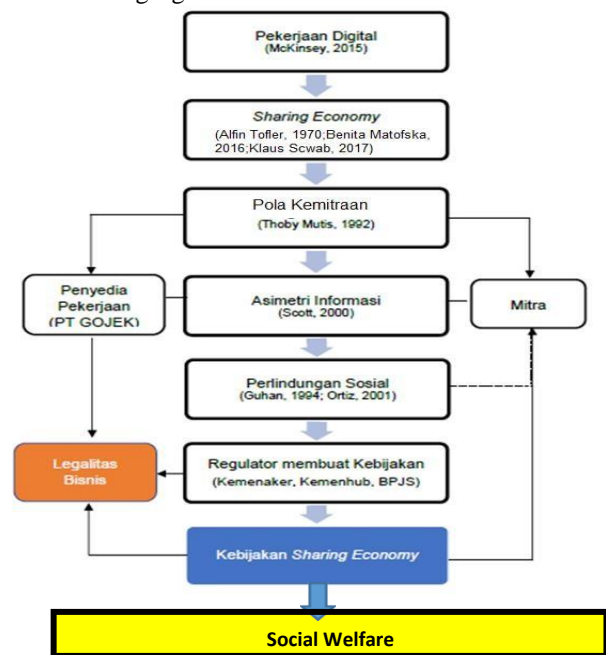 Pekerjaan Digital
(McKinsey, 2015)
Sharing Economy
(Alfin Tofler, 1970;Benita Matofska,
2016;Klaus Scwab, 2017)
Pola Kemitraan
(Thoby Mutis, 1992)
Penyedia
Pekerjaan
(PT GOJEK)
Asimetri Informasi
(Scott, 2000)
Mitra
Perlindungan Sosial
(Guhan, 1994; Ortiz, 2001)
Legalitas
Bisnis
Regulator membuat Kebijakan
(Kemenaker, Kemenhub, BPJS)
Kebijakan Sharing Economy
Social Welfare